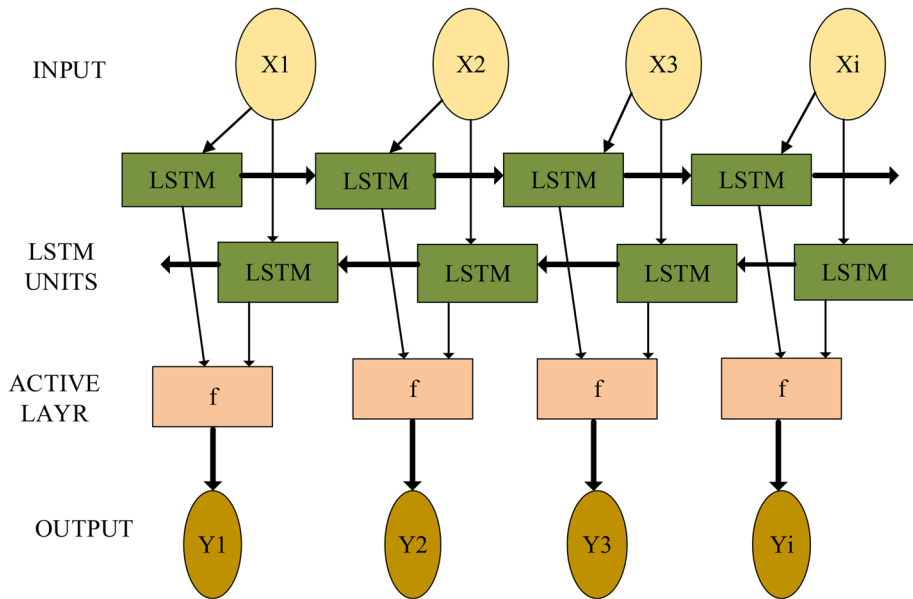 INPUT
X1
X2
X3
Xi
LSTM
LSTM
LSTM
LSTM
LSTM
UNITS
LSTM
LSTM
LSTM
LSTM
ACTIVE
LAYR
f
f
f
f
OUTPUT
Y1
Y2
Y3
Yi